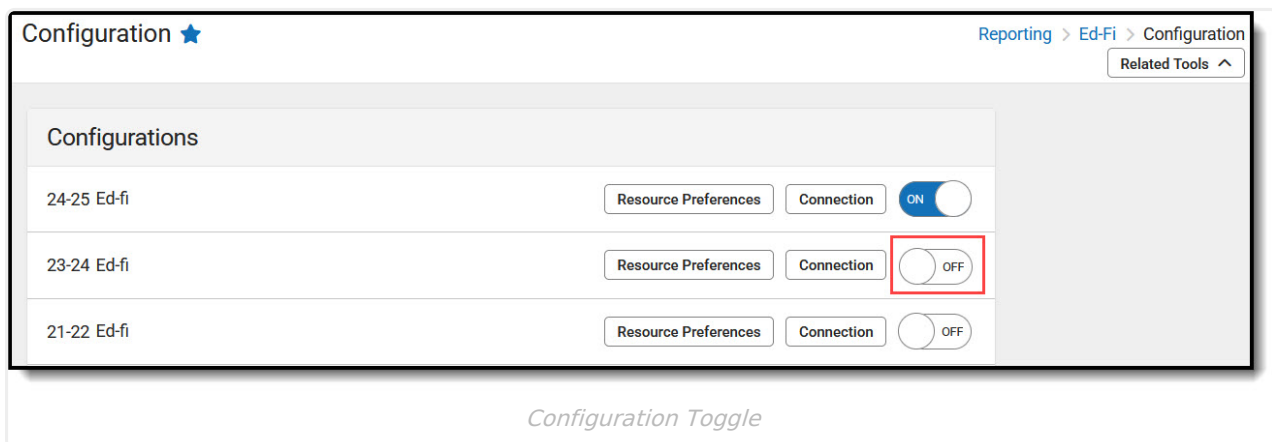 Configuration
Reporting > Ed-Fi > Configuration
Related Tools
Configurations
24-25 Ed-fi Resource Preferences Connection ON
23-24 Ed-fi Resource Preferences Connection OFF
21-22 Ed-fi Resource Preferences Connection OFF
Configuration Toggle